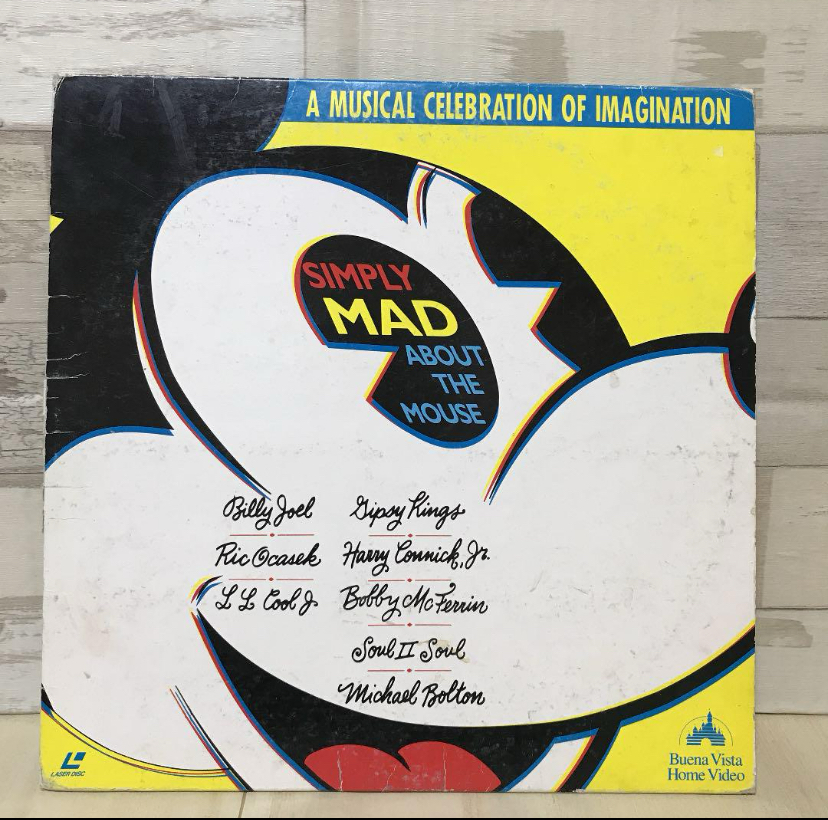 A MUSICAL CELEBRATION OF IMAGINATION
SIMPLY
MAD
ABOUT
THE
MOUSE
Billy Joel
Ric Ocasek
L L Cool J
Gipsy Kings
Harry Connick, Jr.
Bobby McFerrin
Soul II Soul
Michael Bolton
LASER DISC
Buena Vista
Home Video